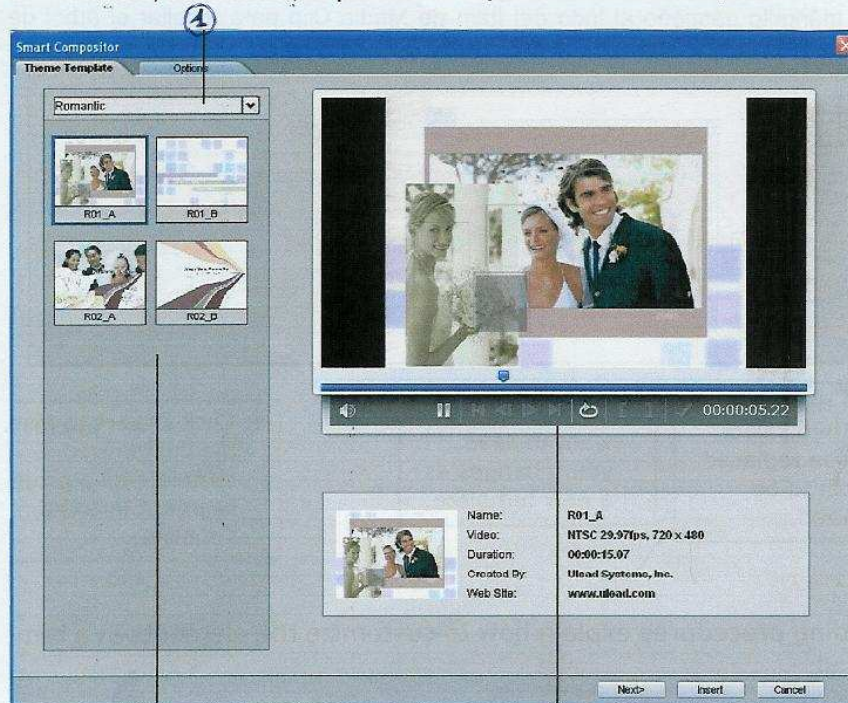 1
Smart Compositor
Theme Template Options
Romantic
R01_A R01_B
R02_A R02_B
00:00:05.22
Name: R01_A
Video: NTSC 29.97fps, 720 x 480
Duration: 00:00:15.07
Created By: Ulead Systems, Inc.
Web Site: www.ulead.com
Next> Insert Cancel